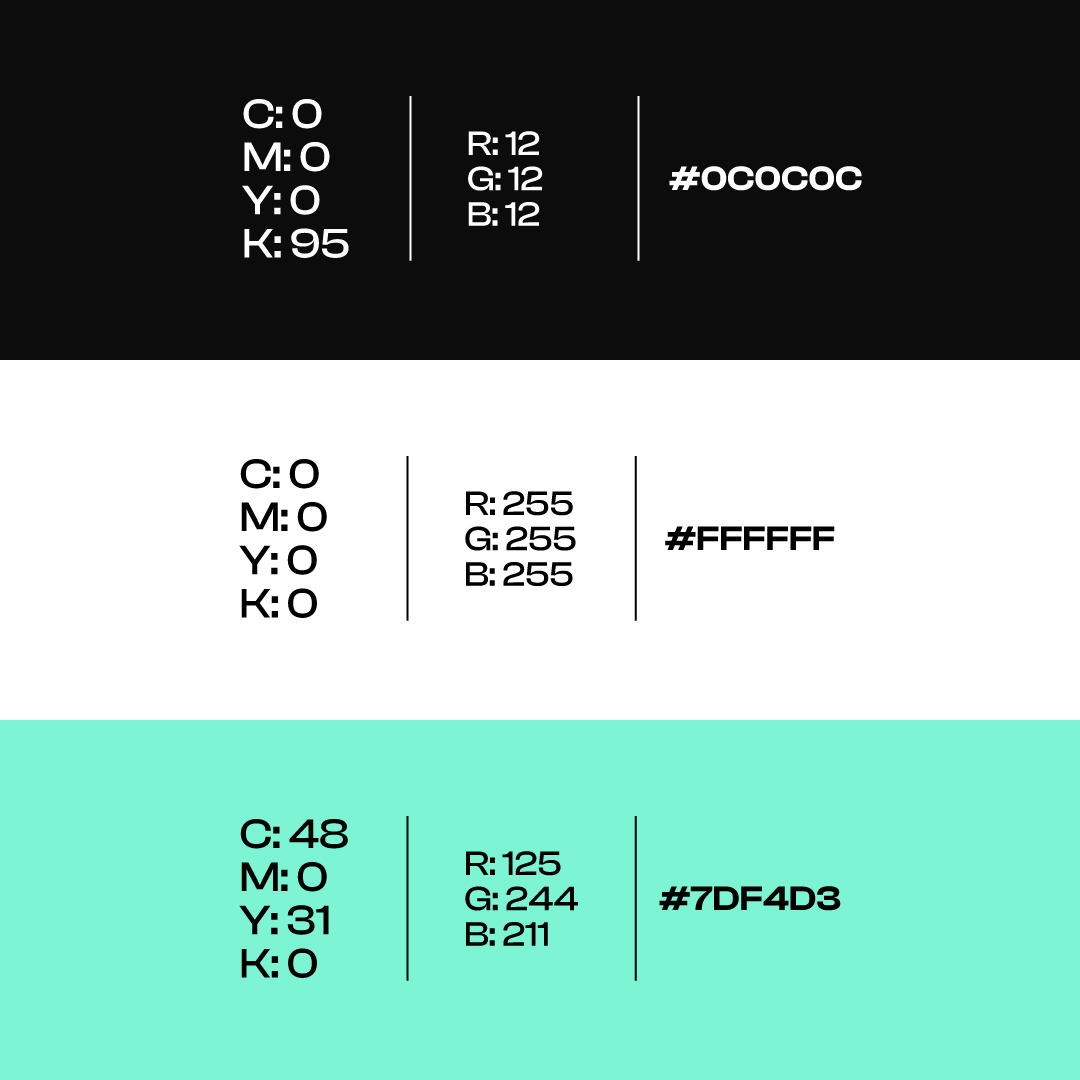 C: 0
M: 0
Y: 0
K: 95
R: 12
G: 12
B: 12
#0C0C0C
C: 0
M: 0
Y: 0
K: 0
R: 255
G: 255
B: 255
#FFFFFF
C: 48
M: 0
Y: 31
K: 0
R: 125
G: 244
B: 211
#7DF4D3